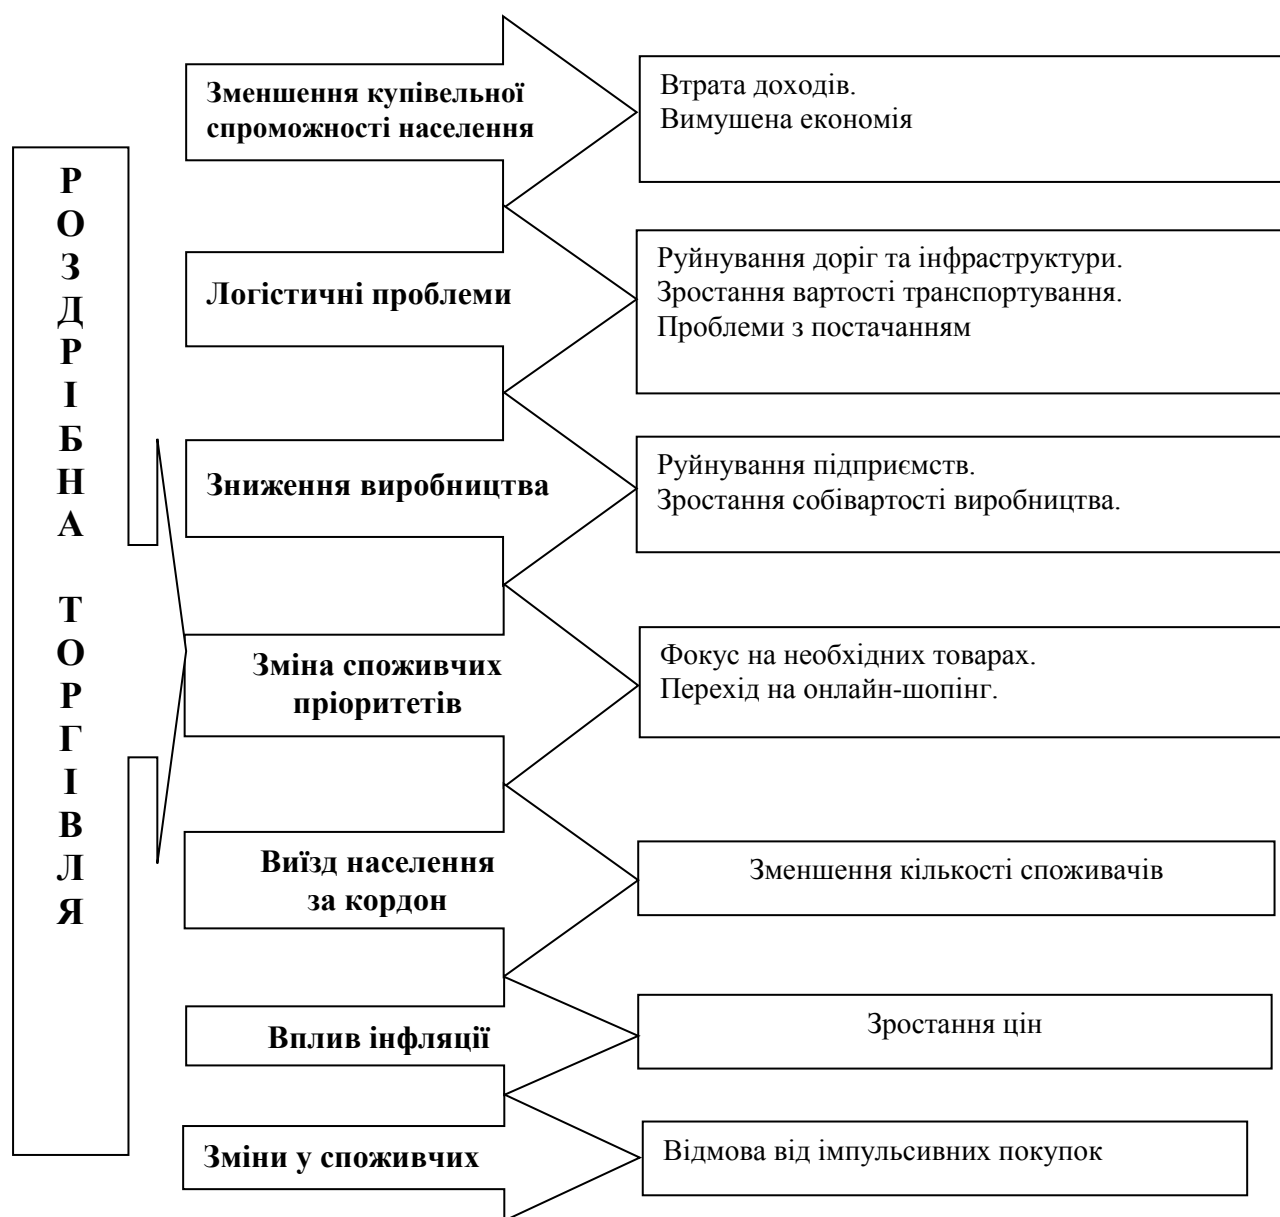 РОЗДРІБНА ТОРГІВЛЯ
Зменшення купівельної
спроможності населення
Втрата доходів.
Вимушена економія
Логістичні проблеми
Руйнування доріг та інфраструктури.
Зростання вартості транспортування.
Проблеми з постачанням
Зниження виробництва
Руйнування підприємств.
Зростання собівартості виробництва.
Зміна споживчих
пріоритетів
Фокус на необхідних товарах.
Перехід на онлайн-шопінг.
Виїзд населення
за кордон
Зменшення кількості споживачів
Вплив інфляції
Зростання цін
Зміни у споживчих
Відмова від імпульсивних покупок